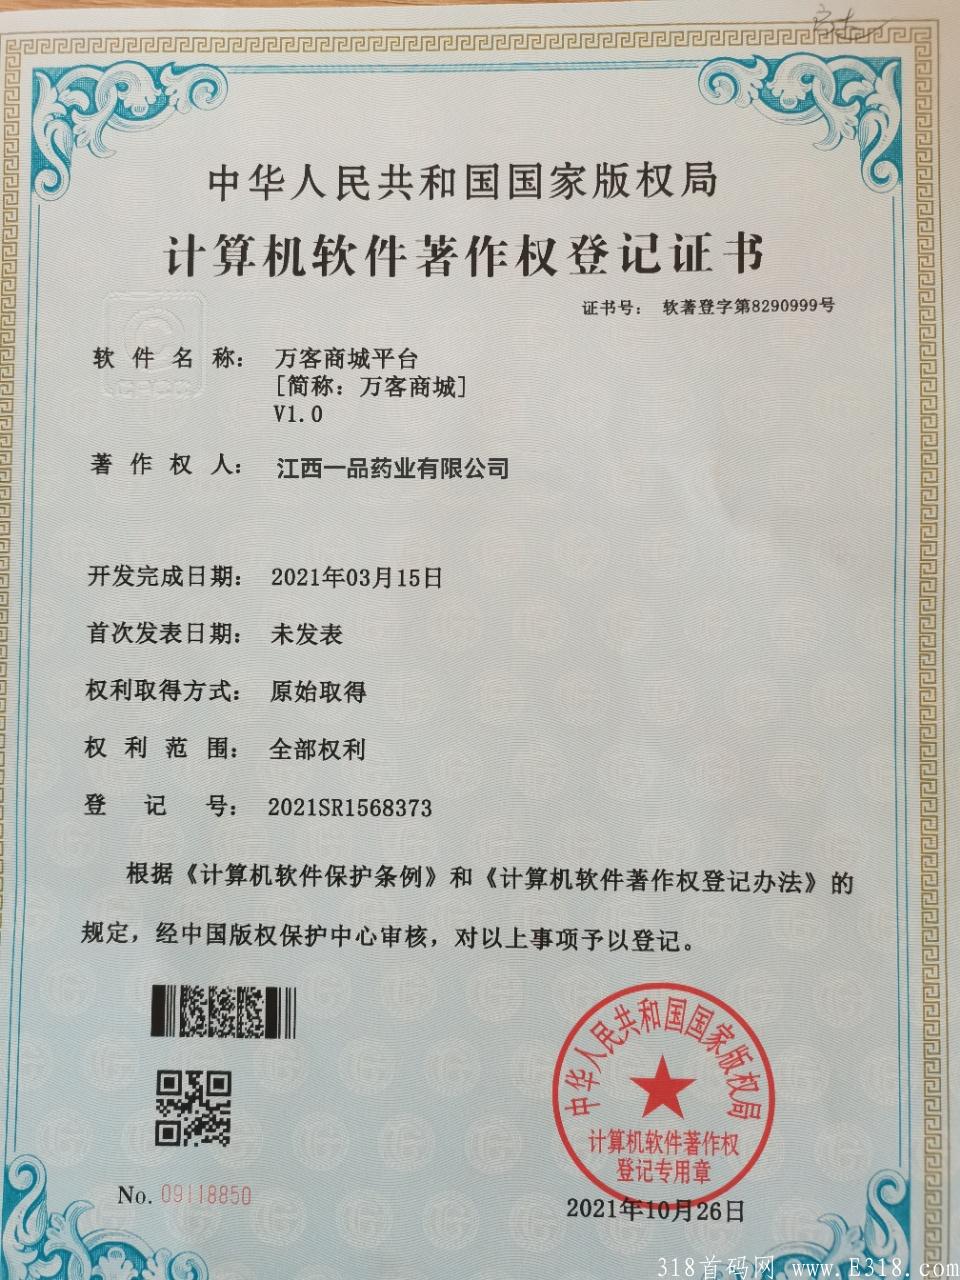 中华人民共和国国家版权局
计算机软件著作权登记证书
证书号： 软著登字第8290999号
软件名称： 万客商城平台
[简称：万客商城]
V1.0
著作权人： 江西一品药业有限公司
开发完成日期： 2021年03月15日
首次发表日期： 未发表
权利取得方式： 原始取得
权利范围： 全部权利
登记号： 2021SR1568373
根据《计算机软件保护条例》和《计算机软件著作权登记办法》的
规定，经中国版权保护中心审核，对以上事项予以登记。
中华人民共和国国家版权局
计算机软件著作权
登记专用章
No. 09118850
2021年10月26日
318首码网 www.E318.com